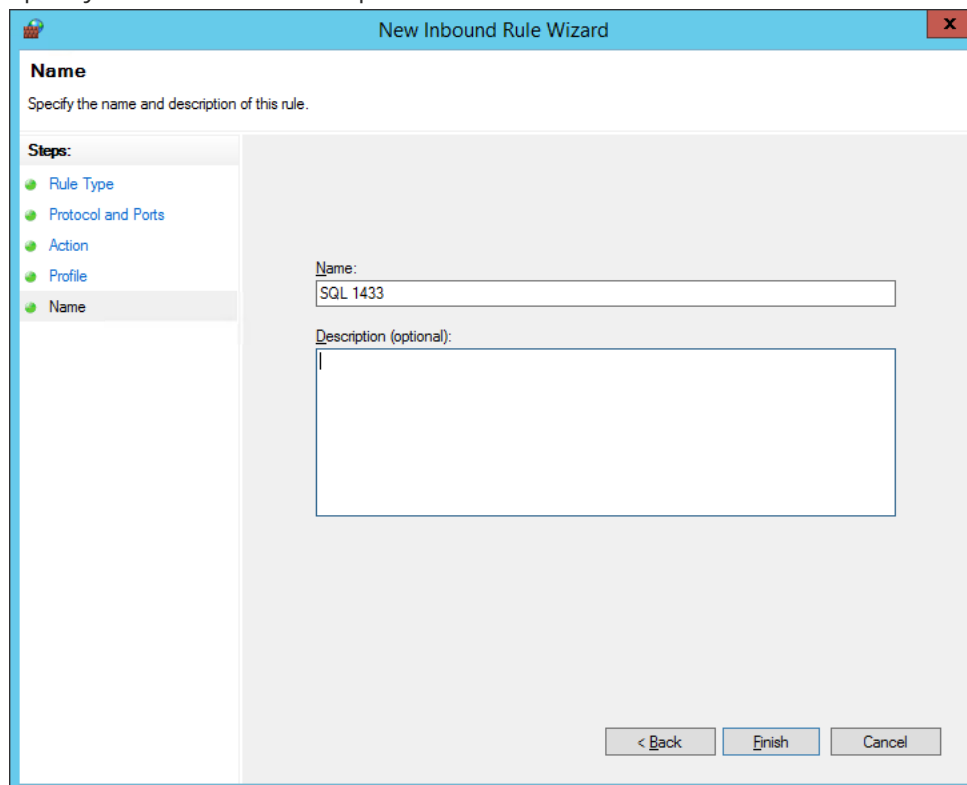 New Inbound Rule Wizard
x
Name
Specify the name and description of this rule.
Steps:
Rule Type
Protocol and Ports
Action
Profile
Name
Name:
SQL 1433
Description (optional):
< Back
Finish
Cancel